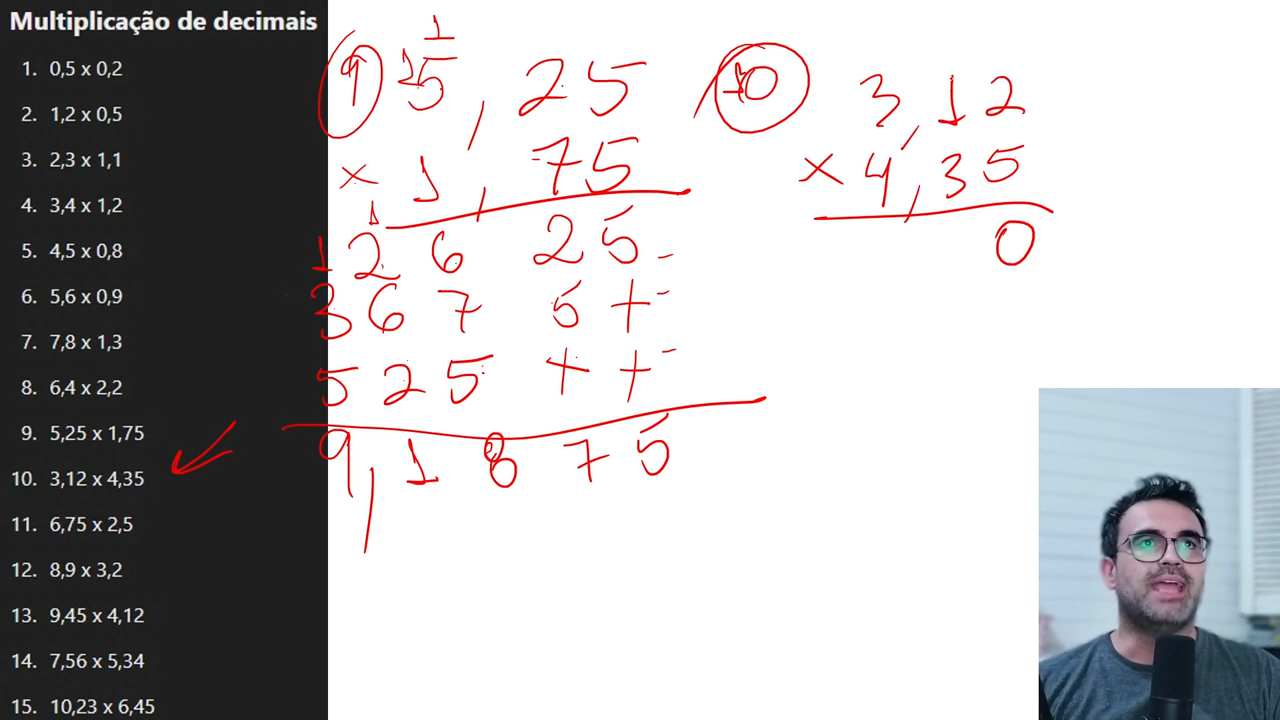 Multiplicação de decimais
1. 0,5 x 0,2
2. 1,2 x 0,5
3. 2,3 x 1,1
4. 3,4 x 1,2
5. 4,5 x 0,8
6. 5,6 x 0,9
7. 7,8 x 1,3
8. 6,4 x 2,2
9. 5,25 x 1,75
10. 3,12 x 4,35
11. 6,75 x 2,5
12. 8,9 x 3,2
13. 9,45 x 4,12
14. 7,56 x 5,34
15. 10,23 x 6,45
9
1
1
5,25
x 1,75
1
2625
1
3675+
525++
9,1875
10
3,12
x 4,35
0